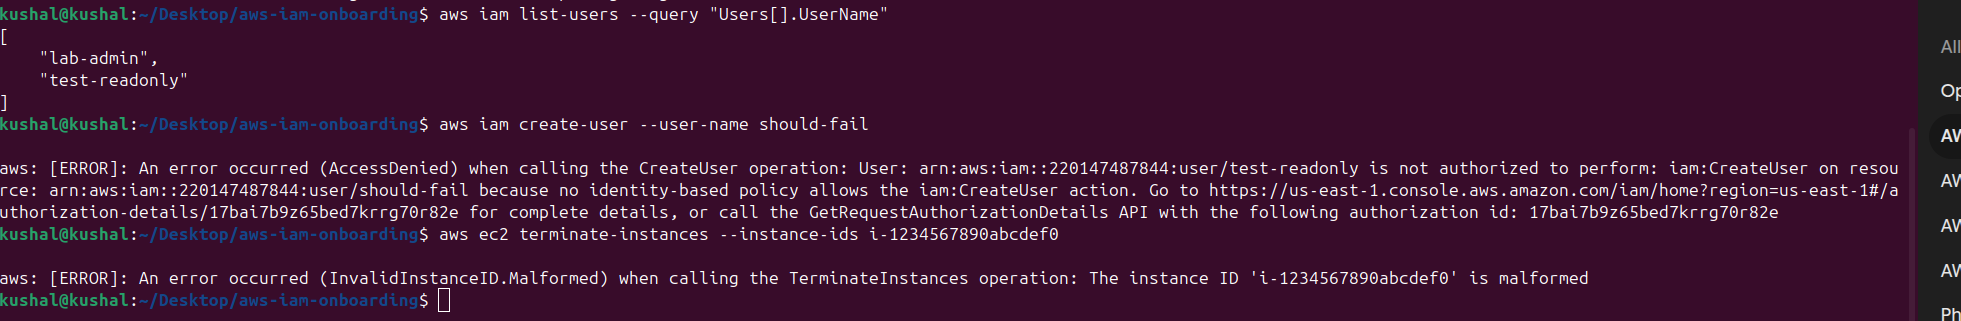 kushal@kushal:~/Desktop/aws-iam-onboarding$ aws iam list-users --query "Users[].UserName"
[
    "lab-admin",
    "test-readonly"
]
kushal@kushal:~/Desktop/aws-iam-onboarding$ aws iam create-user --user-name should-fail
aws: [ERROR]: An error occurred (AccessDenied) when calling the CreateUser operation: User: arn:aws:iam::220147487844:user/test-readonly is not authorized to perform: iam:CreateUser on resou
rce: arn:aws:iam::220147487844:user/should-fail because no identity-based policy allows the iam:CreateUser action. Go to https://us-east-1.console.aws.amazon.com/iam/home?region=us-east-1#/a
uthorization-details/17bai7b9z65bed7krrg70r82e for complete details, or call the GetRequestAuthorizationDetails API with the following authorization id: 17bai7b9z65bed7krrg70r82e
kushal@kushal:~/Desktop/aws-iam-onboarding$ aws ec2 terminate-instances --instance-ids i-1234567890abcdef0
aws: [ERROR]: An error occurred (InvalidInstanceID.Malformed) when calling the TerminateInstances operation: The instance ID 'i-1234567890abcdef0' is malformed
kushal@kushal:~/Desktop/aws-iam-onboarding$
All
Op
AW
AW
AW
AW
Ph